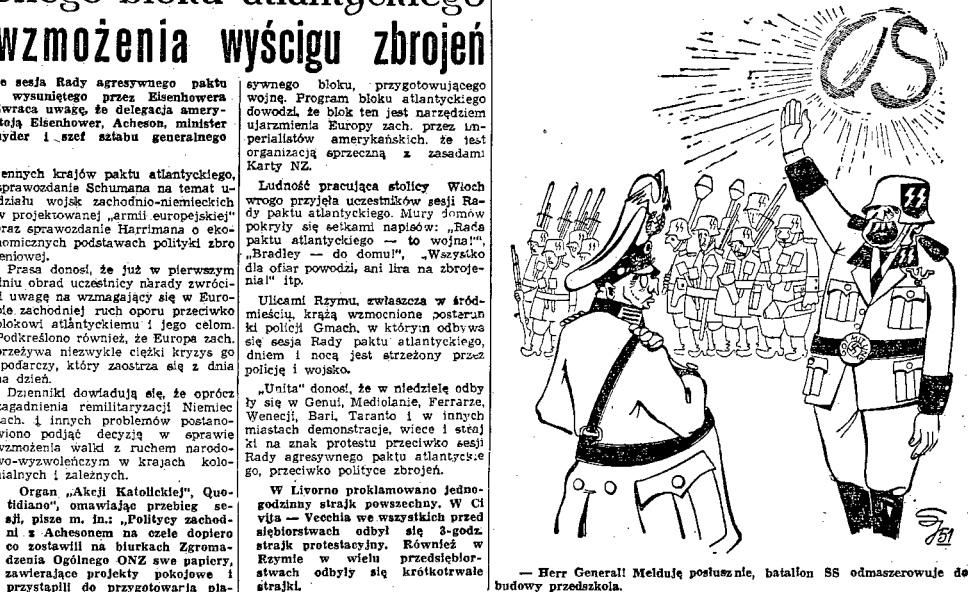 bloku atlantyckiego
wzmożenia wyścigu zbrojeń
e sesja Rady agresywnego paktu
wysuniętego przez Eisenhowera
wraca uwagę że delegacja amery-
toją Eisenhower, Acheson, minister
nyder i szef sztabu generalnego
ennych krajów paktu atlantyckiego,
sprawozdanie Schumana na temat u-
działu wojsk zachodnio-niemieckich
w projektowanej „armii europejskiej"
oraz sprawozdanie Harrimana o eko-
nomicznych podstawach polityki zbro
jeniowej.
Prasa donosi, że już w pierwszym
dniu obrad uczestnicy narady zwróci-
i uwagę na wzmagający się w Euro-
pie zachodniej ruch oporu przeciwko
blokowi atlantyckiemu i jego celom.
Podkreślono również, że Europa zach.
przeżywa niezwykle ciężki kryzys go
spodarczy, który zaostrza się z dnia
na dzień.
Dzienniki dowiadują się, że oprócz
zagadnienia remilitaryzacji Niemiec
zach. i innych problemów postano-
wiono podjąć decyzję w sprawie
wzmożenia walki z ruchem narodo-
wo-wyzwoleńczym w krajach kolo-
nialnych i zależnych.
Organ „Akcji Katolickiej", Quo-
tidiano", omawiając przebieg se-
sji, pisze m. in.: „Politycy zachod-
ni z Achesonem na czele dopiero
co zostawili na biurkach Zgroma-
dzenia Ogólnego ONZ swe papiery,
zawierające projekty pokojowe i
przystąpili do przygotowania pla-
sywnego bloku, przygotowującego
wojnę. Program bloku atlantyckiego
dowodzi, że blok ten jest narzędziem
ujarzmienia Europy zach. przez im-
perialistów amerykańskich. że jest
organizacją sprzeczną z zasadami
Karty NZ.
Ludność pracująca stolicy Włoch
wrogo przyjęła uczestników sesji Ra-
dy paktu atlantyckiego. Mury domów
pokryły się setkami napisów: „Rada
paktu atlantyckiego — to wojna!",
„Bradley — do domu!", „Wszystko
dla ofiar powodzi, ani lira na zbroje-
nia!" itp.
Ulicami Rzymu, zwłaszcza w śród-
mieściu, krążą wzmocnione posterun
ki policji Gmach, w którym odbywa
się sesja Rady paktu atlantyckiego,
dniem i nocą jest strzeżony przez
policję i wojsko.
„Unita" donosi, że w niedzielę odby
ły się w Genui, Mediolanie, Ferrarze,
Wenecji, Bari, Taranto i w innych
miastach demonstracje, wiece i straj
ki na znak protestu przeciwko sesji
Rady agresywnego paktu atlantyckie
go, przeciwko polityce zbrojeń.
W Livorno proklamowano jedno-
godzinny strajk powszechny. W Ci
vita — Vecchia we wszystkich przed
siębiorstwach odbył się 3-godz.
strajk protestacyjny. Również w
Rzymie w wielu przedsiębior-
stwach odbyły się krótkotrwałe
strajki.
US
51
— Herr General! Melduję posłusznie, batalion SS odmaszerowuje do
budowy przedszkola.